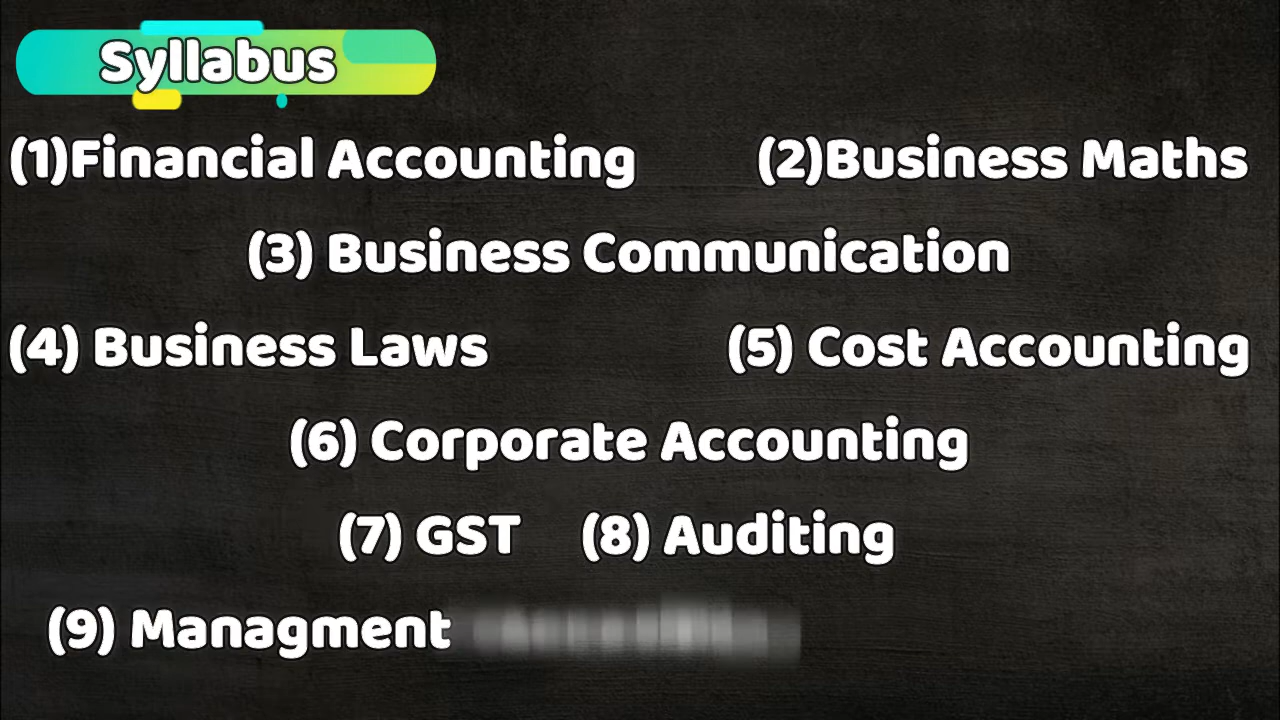 Syllabus
(1)Financial Accounting (2)Business Maths
(3) Business Communication
(4) Business Laws (5) Cost Accounting
(6) Corporate Accounting
(7) GST (8) Auditing
(9) Managment